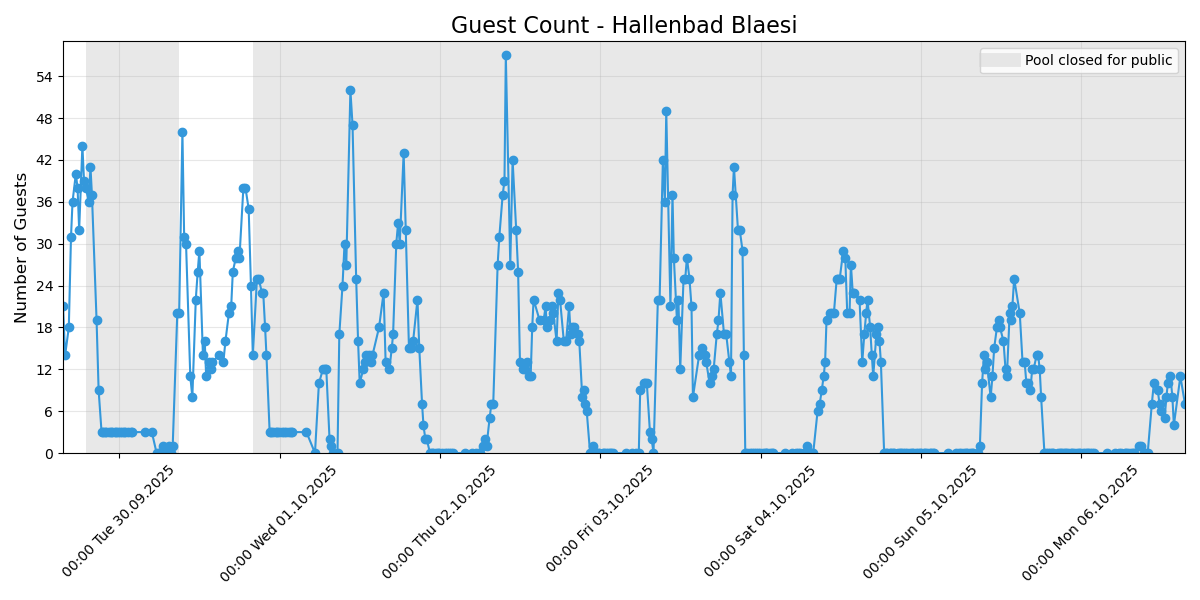 Guest Count - Hallenbad Blaesi
Pool closed for public
Number of Guests
54
48
42
36
30
24
18
12
6
0
00:00 Tue 30.09.2025
00:00 Wed 01.10.2025
00:00 Thu 02.10.2025
00:00 Fri 03.10.2025
00:00 Sat 04.10.2025
00:00 Sun 05.10.2025
00:00 Mon 06.10.2025